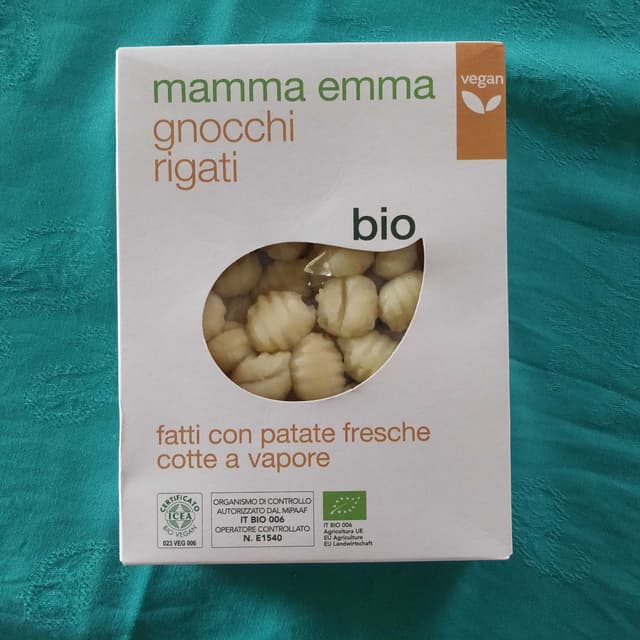 mamma emma
vegan
gnocchi
rigati
bio
fatti con patate fresche
cotte a vapore
CERTIFICATO
ICEA
BIO VEGAN
023 VEG 006
ORGANISMO DI CONTROLLO
AUTORIZZATO DAL MIPAAF
IT BIO 006
OPERATORE CONTROLLATO
N. E1540
IT BIO 006
Agricoltura UE
EU Agriculture
EU Landwirtschaft